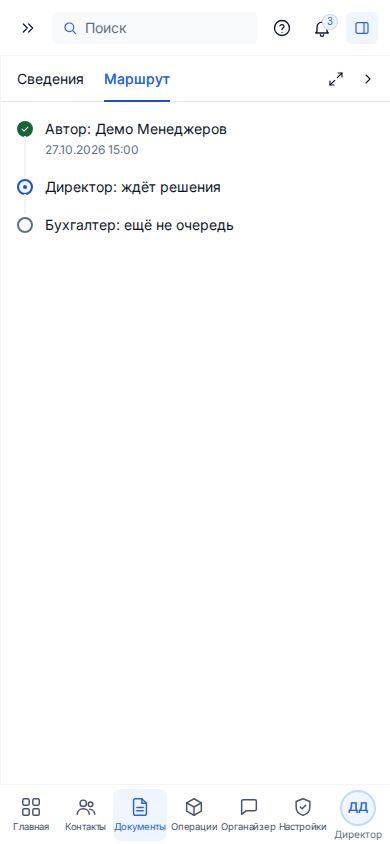 Поиск
3
Сведения
Маршрут
Автор: Демо Менеджеров
27.10.2026 15:00
Директор: ждёт решения
Бухгалтер: ещё не очередь
ДД
Главная
Контакты
Документы
Операции
Органайзер
Настройки
Директор